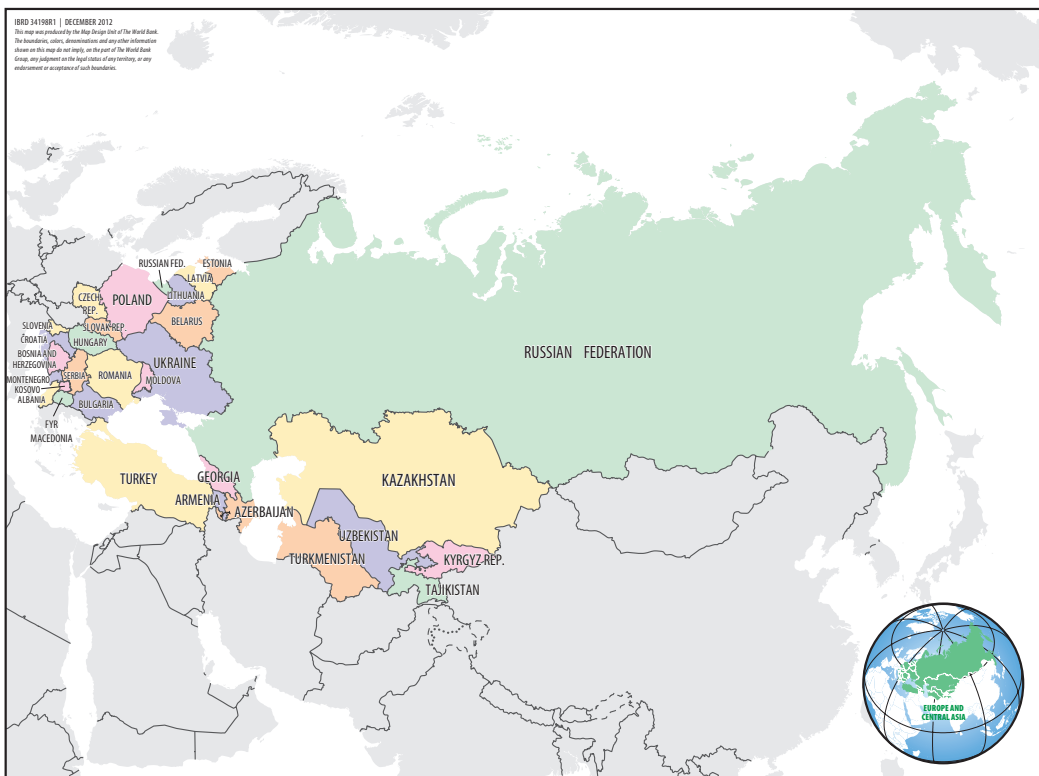 IBRD 34198R1 | DECEMBER 2012
This map was produced by the Map Design Unit of The World Bank.
The boundaries, colors, denominations and any other information
shown on this map do not imply, on the part of The World Bank
Group, any judgment on the legal status of any territory, or any
endorsement or acceptance of such boundaries.
RUSSIAN FED.
ESTONIA
LATVIA
LITHUANIA
CZECH
REP.
POLAND
BELARUS
SLOVENIA
SLOVAK REP.
CROATIA
HUNGARY
BOSNIA AND
HERZEGOVINA
UKRAINE
RUSSIAN FEDERATION
MONTENEGRO
SERBIA
ROMANIA
MOLDOVA
KOSOVO
ALBANIA
BULGARIA
FYR
MACEDONIA
TURKEY
GEORGIA
KAZAKHSTAN
ARMENIA
AZERBAIJAN
UZBEKISTAN
TURKMENISTAN
KYRGYZ REP.
TAJIKISTAN
EUROPE AND
CENTRAL ASIA